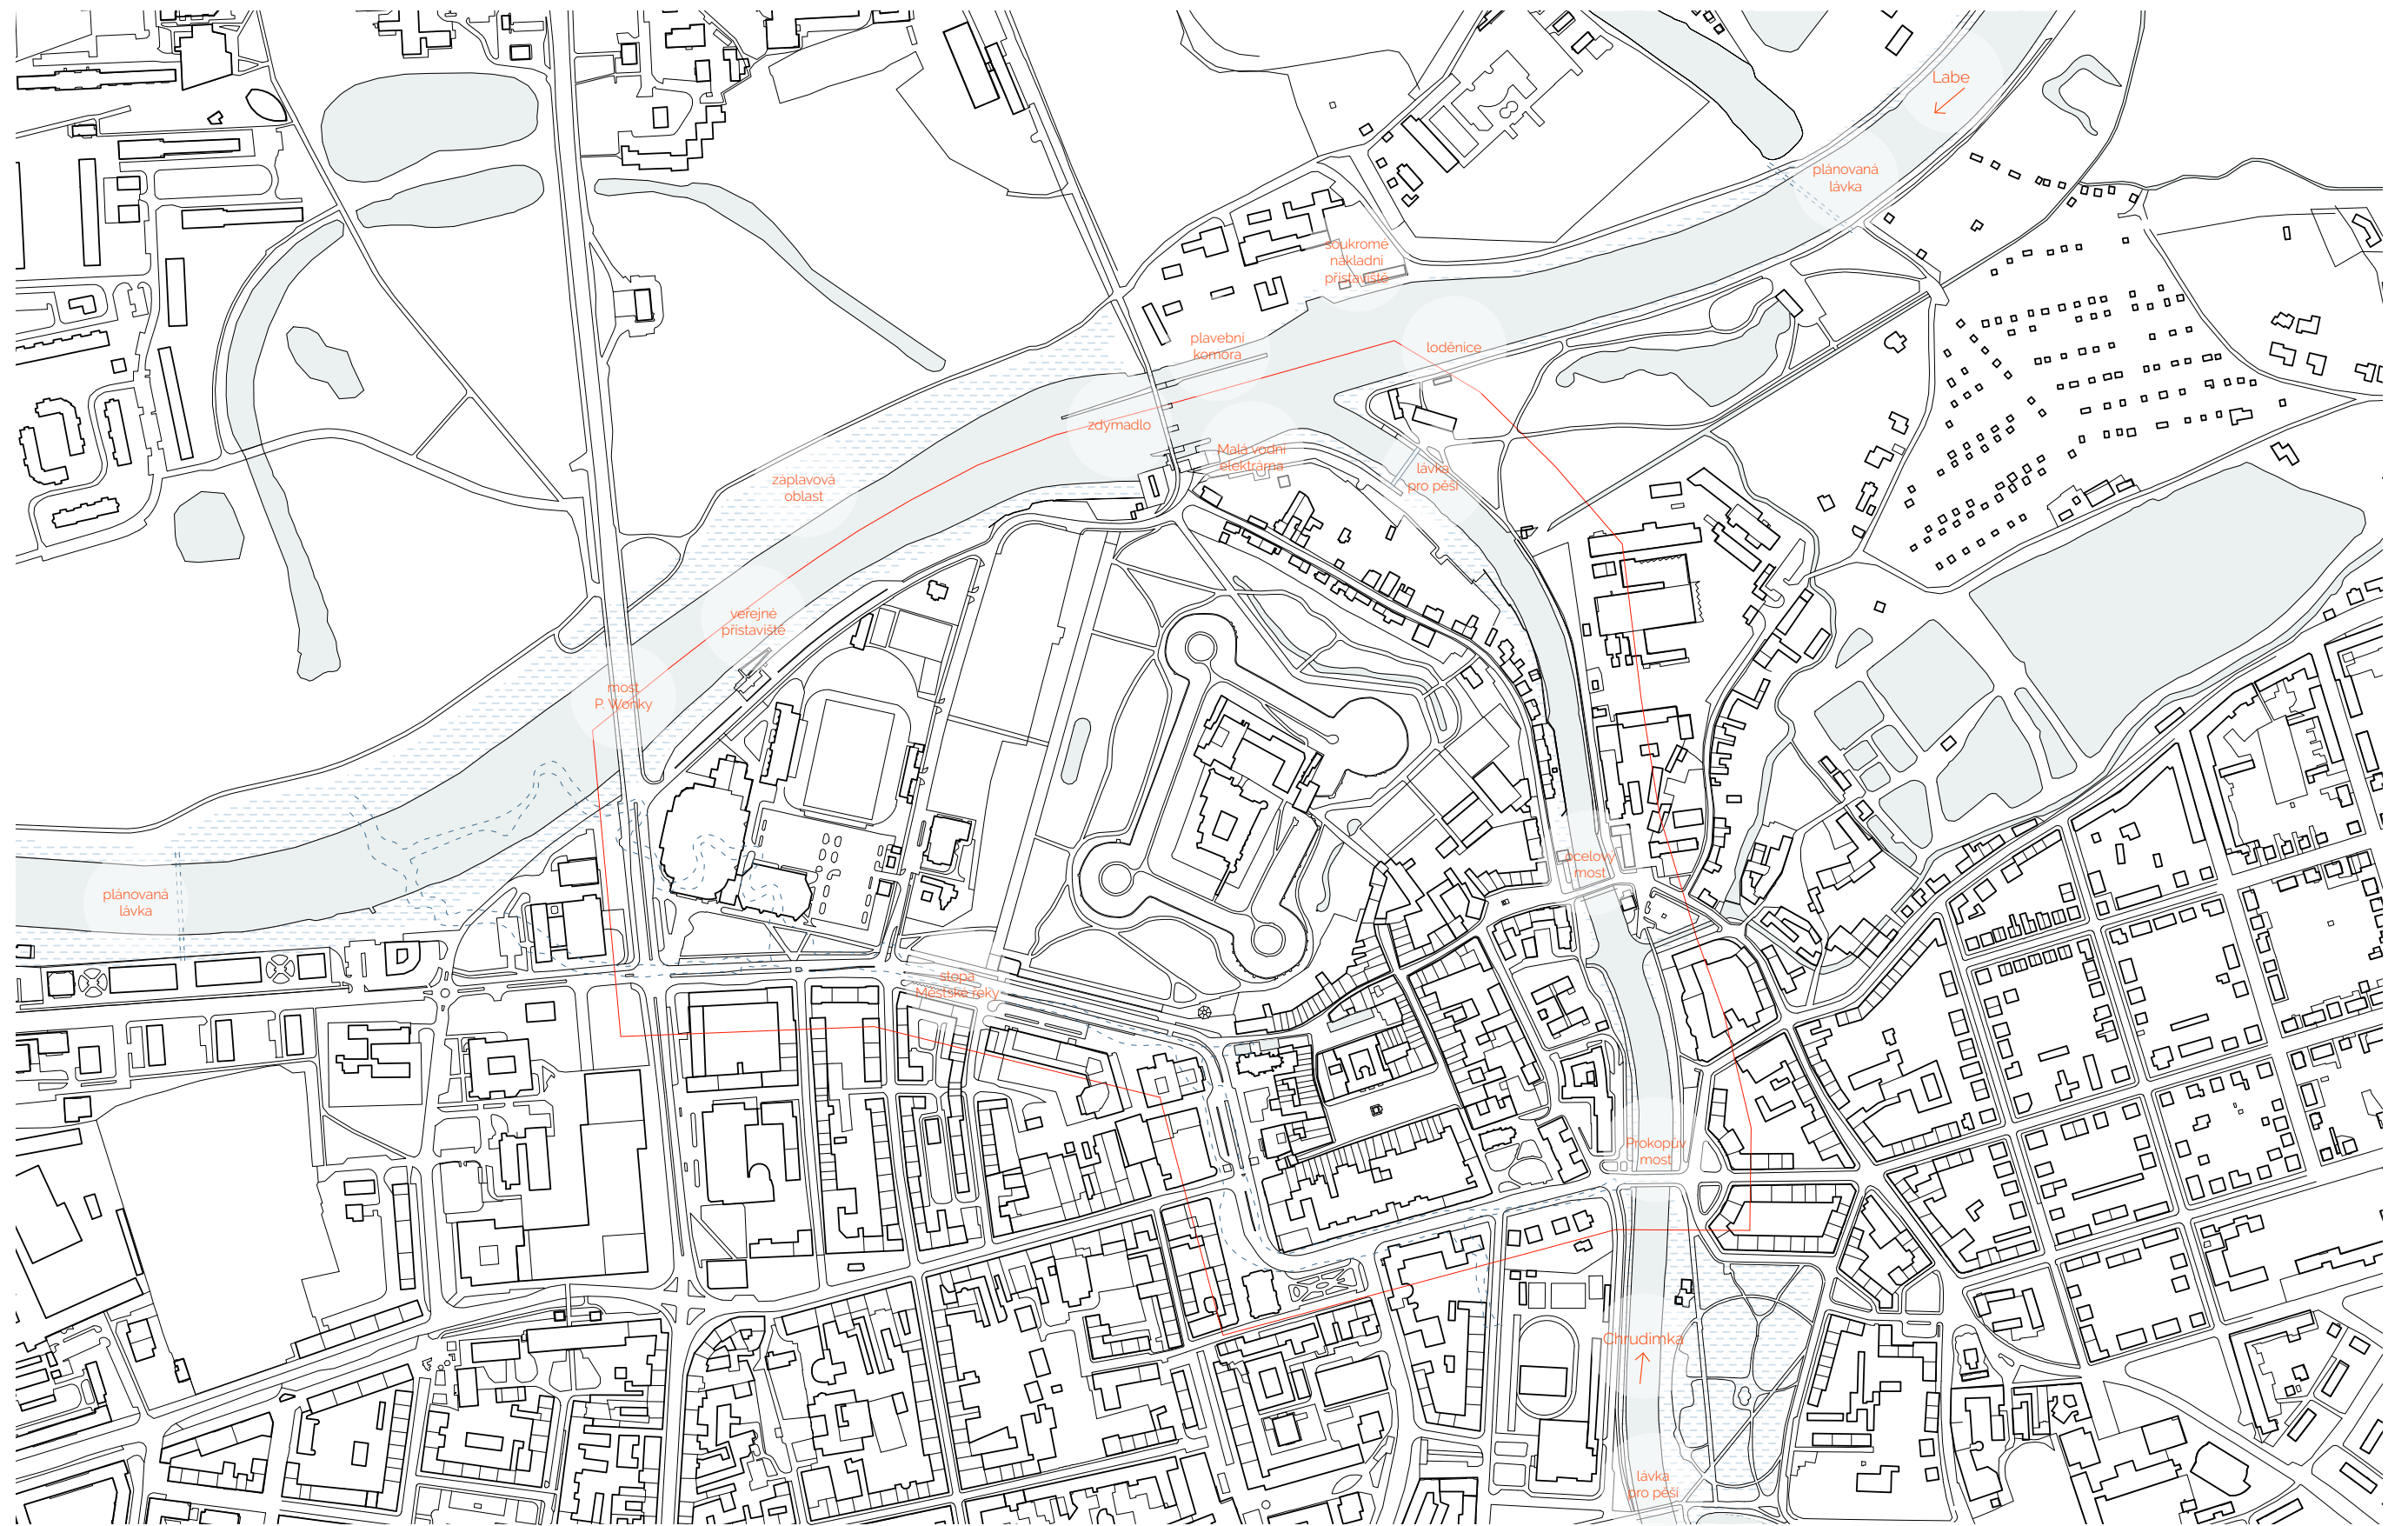 Labe
plánovaná
lávka
soukromé
nákladní
přístaviště
plavební
komora
loděnice
zdymadlo
Malá vodní
elektrárna
lávka
pro pěší
záplavová
oblast
veřejné
přístaviště
most
P. Wonky
ocelový
most
plánovaná
lávka
stopa
Městské řeky
Prokopův
most
Chrudimka
lávka
pro pěší